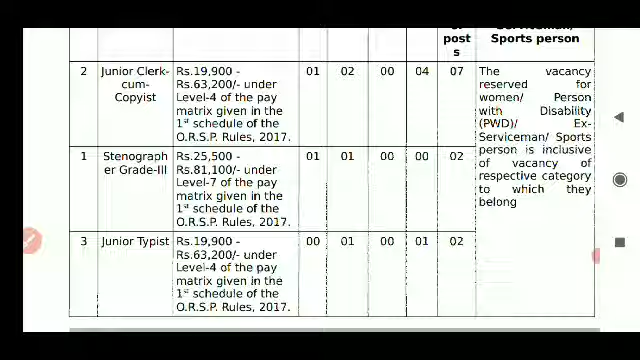 post
s
Serviceman/
Sports person
2 Junior Clerk-cum-Copyist Rs.19,900 - Rs.63,200/- under Level-4 of the pay matrix given in the 1st schedule of the O.R.S.P. Rules, 2017. 01 02 00 04 07
1 Stenographer Grade-III Rs.25,500 - Rs.81,100/- under Level-7 of the pay matrix given in the 1st schedule of the O.R.S.P. Rules, 2017. 01 01 00 00 02
3 Junior Typist Rs.19,900 - Rs.63,200/- under Level-4 of the pay matrix given in the 1st schedule of the O.R.S.P. Rules, 2017. 00 01 00 01 02
The vacancy
reserved for
women/ Person
with Disability
(PWD)/ Ex-
Serviceman/ Sports
person is inclusive
of vacancy of
respective category
to which they
belong